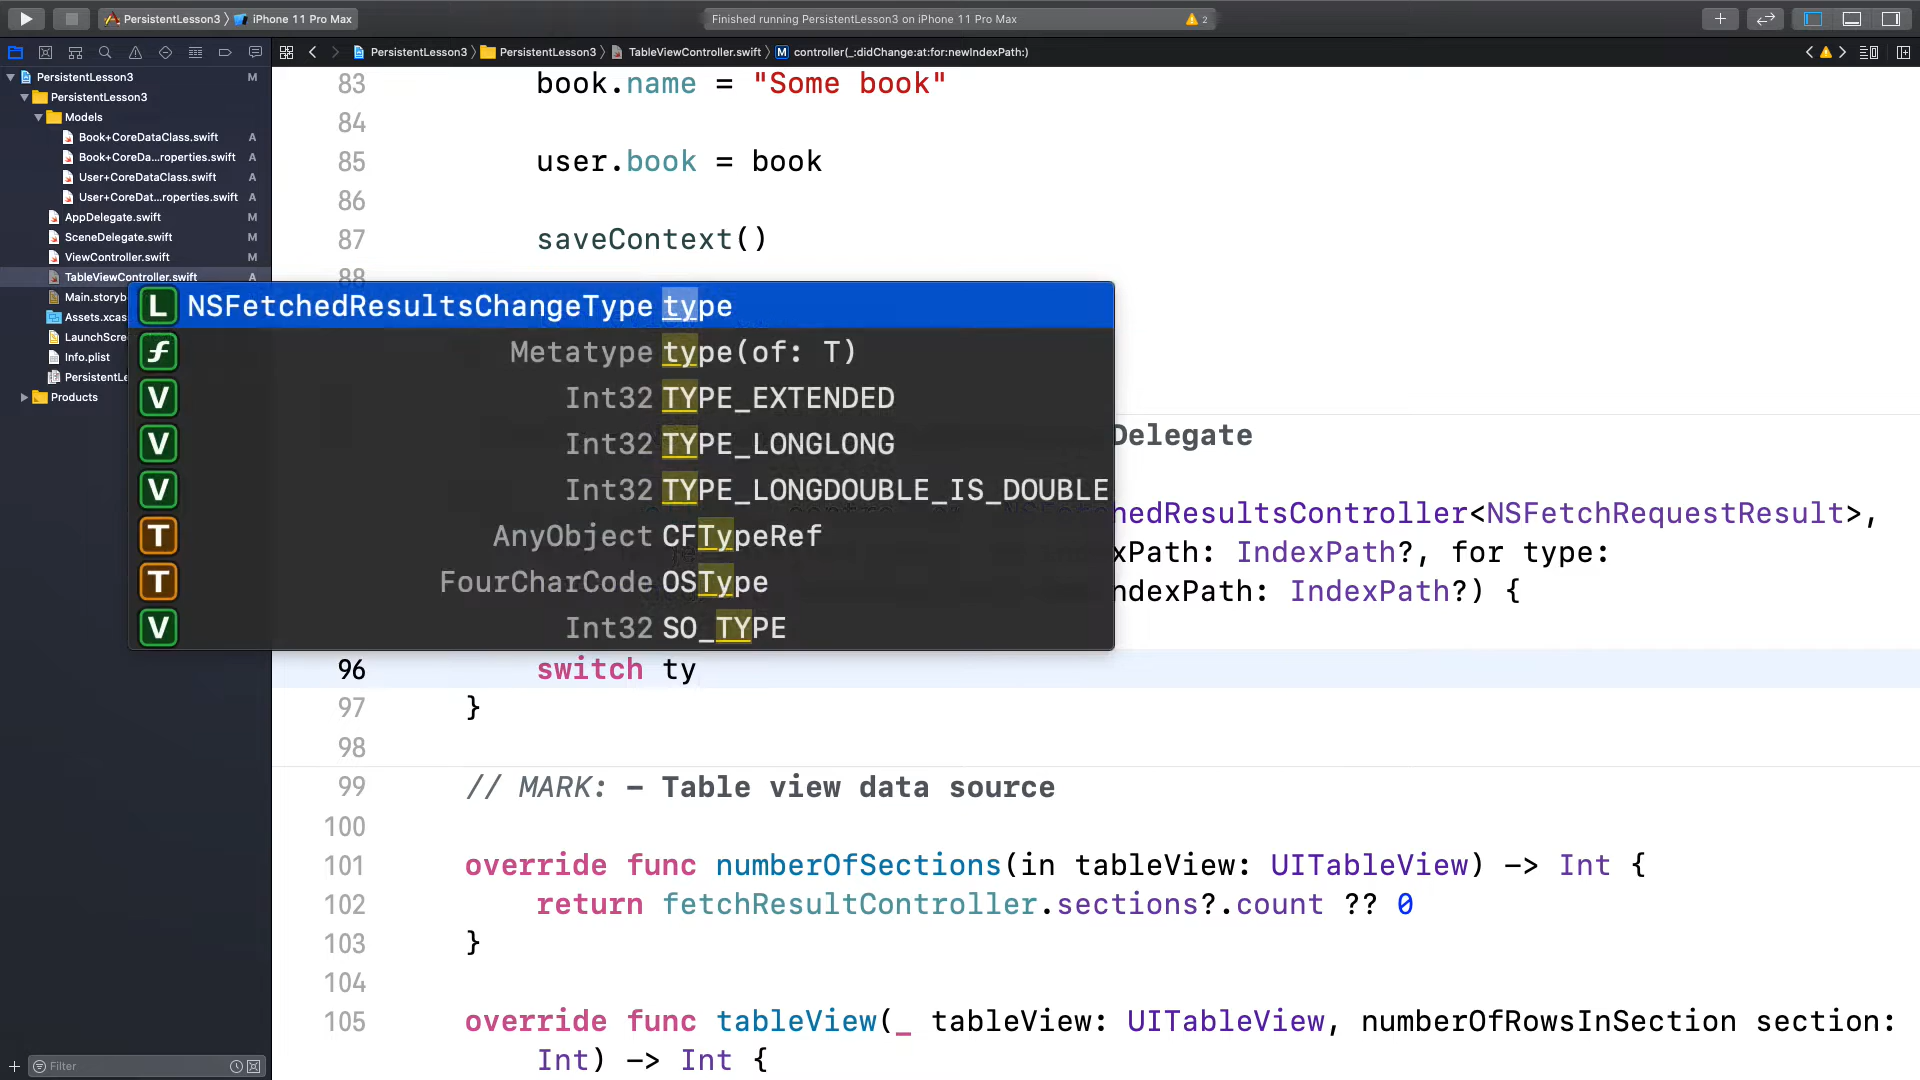 PersistentLesson3 〉 iPhone 11 Pro Max
Finished running PersistentLesson3 on iPhone 11 Pro Max
2
PersistentLesson3 〉 PersistentLesson3 〉 TableViewController.swift 〉 M controller(_:didChange:at:for:newIndexPath:)
PersistentLesson3 M
PersistentLesson3
Models
Book+CoreDataClass.swift A
Book+CoreDa...roperties.swift A
User+CoreDataClass.swift A
User+CoreDat...roperties.swift A
AppDelegate.swift M
SceneDelegate.swift M
ViewController.swift M
TableViewController.swift A
Main.storyb
Assets.xcas
LaunchScre
Info.plist
PersistentLe
Products
Filter
83 book.name = "Some book"
84
85 user.book = book
86
87 saveContext()
88
L NSFetchedResultsChangeType type
f Metatype type(of: T)
V Int32 TYPE_EXTENDED
V Int32 TYPE_LONGLONG
V Int32 TYPE_LONGDOUBLE_IS_DOUBLE
T AnyObject CFTypeRef
T FourCharCode OSType
V Int32 SO_TYPE
Delegate
hedResultsController<NSFetchRequestResult>,
xPath: IndexPath?, for type:
ndexPath: IndexPath?) {
96 switch ty
97 }
98
99 // MARK: – Table view data source
100
101 override func numberOfSections(in tableView: UITableView) -> Int {
102 return fetchResultController.sections?.count ?? 0
103 }
104
105 override func tableView(_ tableView: UITableView, numberOfRowsInSection section:
Int) -> Int {